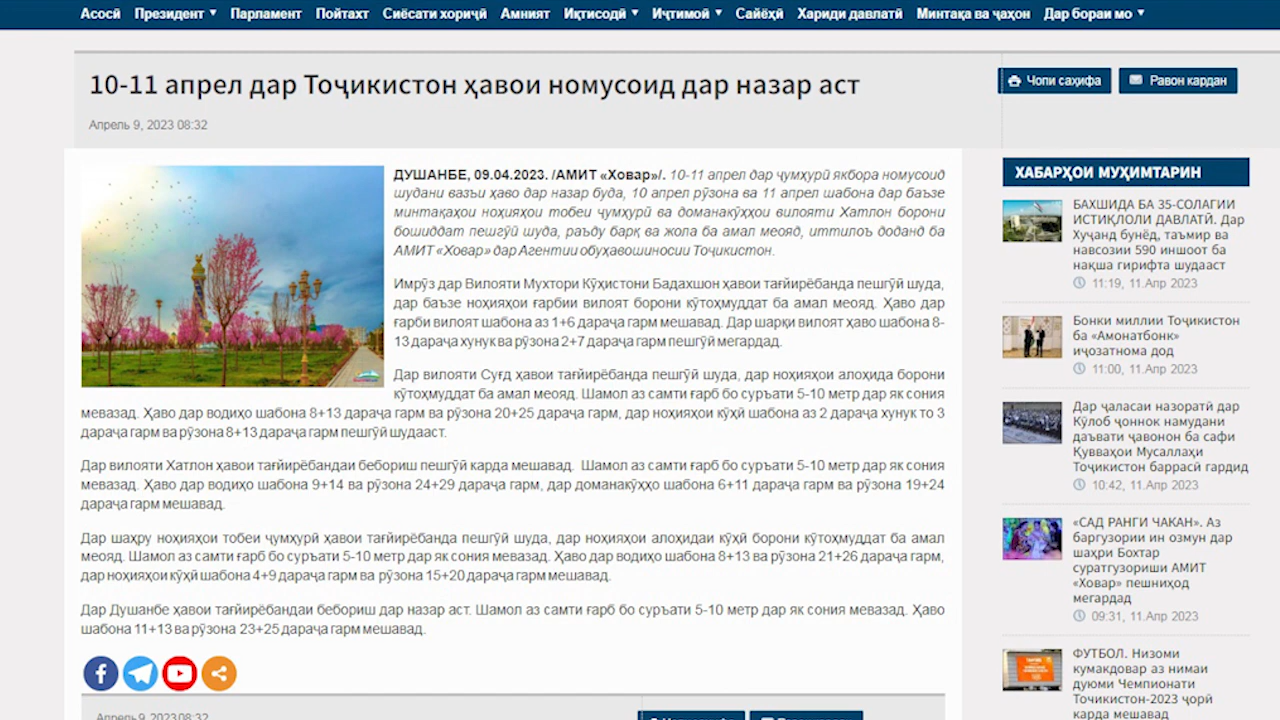 Асосӣ Президент Парламент Пойтахт Сиёсати хориҷӣ Амният Иқтисодӣ Иҷтимоӣ Сайёҳӣ Хариди давлатӣ Минтақа ва ҷаҳон Дар бораи мо
10-11 апрел дар Тоҷикистон ҳавои номусоид дар назар аст
Апрель 9, 2023 08:32
Чопи саҳифа
Равон кардан
ДУШАНБЕ, 09.04.2023. /АМИТ «Ховар»/. 10-11 апрел дар ҷумҳурӣ якбора номусоид
шудани вазъи ҳаво дар назар буда, 10 апрел рӯзона ва 11 апрел шабона дар баъзе
минтақаҳои ноҳияҳои тобеи ҷумҳурӣ ва доманакӯҳҳои вилояти Хатлон борони
бошиддат пешгӯӣ шуда, раъду барқ ва жола ба амал меояд, иттилоъ доданд ба
АМИТ «Ховар» дар Агентии обуҳавошиносии Тоҷикистон.
Имрӯз дар Вилояти Мухтори Кӯҳистони Бадахшон ҳавои тағйирёбанда пешгӯӣ шуда,
дар баъзе ноҳияҳои ғарбии вилоят борони кӯтоҳмуддат ба амал меояд. Ҳаво дар
ғарби вилоят шабона аз 1+6 дараҷа гарм мешавад. Дар шарқи вилоят ҳаво шабона 8-
13 дараҷа хунук ва рӯзона 2+7 дараҷа гарм пешгӯӣ мегардад.
Дар вилояти Суғд ҳавои тағйирёбанда пешгӯӣ шуда, дар ноҳияҳои алоҳида борони
кӯтоҳмуддат ба амал меояд. Шамол аз самти ғарб бо суръати 5-10 метр дар як сония
мевазад. Ҳаво дар водиҳо шабона 8+13 дараҷа гарм ва рӯзона 20+25 дараҷа гарм, дар ноҳияҳои кӯҳӣ шабона аз 2 дараҷа хунук то 3
дараҷа гарм ва рӯзона 8+13 дараҷа гарм пешгӯӣ шудааст.
Дар вилояти Хатлон ҳавои тағйирёбандаи бебориш пешгӯӣ карда мешавад. Шамол аз самти ғарб бо суръати 5-10 метр дар як сония
мевазад. Ҳаво дар водиҳо шабона 9+14 ва рӯзона 24+29 дараҷа гарм, дар доманакӯҳҳо шабона 6+11 дараҷа гарм ва рӯзона 19+24
дараҷа гарм мешавад.
Дар шаҳру ноҳияҳои тобеи ҷумҳурӣ ҳавои тағйирёбанда пешгӯӣ шуда, дар ноҳияҳои алоҳидаи кӯҳӣ борони кӯтоҳмуддат ба амал
меояд. Шамол аз самти ғарб бо суръати 5-10 метр дар як сония мевазад. Ҳаво дар водиҳо шабона 8+13 ва рӯзона 21+26 дараҷа гарм,
дар ноҳияҳои кӯҳӣ шабона 4+9 дараҷа гарм ва рӯзона 15+20 дараҷа гарм мешавад.
Дар Душанбе ҳавои тағйирёбандаи бебориш дар назар аст. Шамол аз самти ғарб бо суръати 5-10 метр дар як сония мевазад. Ҳаво
шабона 11+13 ва рӯзона 23+25 дараҷа гарм мешавад.
Апрель 9, 2023 08:32
ХАБАРҲОИ МУҲИМТАРИН
БАХШИДА БА 35-СОЛАГИИ
ИСТИҚЛОЛИ ДАВЛАТӢ. Дар
Хуҷанд бунёд, таъмир ва
навсозии 590 иншоот ба
нақша гирифта шудааст
11:19, 11.Апр 2023
Бонки миллии Тоҷикистон
ба «Амонатбонк»
иҷозатнома дод
11:00, 11.Апр 2023
Дар ҷаласаи назоратӣ дар
Кӯлоб ҷоннок намудани
даъвати ҷавонон ба сафи
Қувваҳои Мусаллаҳи
Тоҷикистон баррасӣ гардид
10:42, 11.Апр 2023
«САД РАНГИ ЧАКАН». Аз
баргузории ин озмун дар
шаҳри Бохтар
суратгузориши АМИТ
«Ховар» пешниҳод
мегардад
09:31, 11.Апр 2023
ФУТБОЛ. Низоми
кумакдовар аз нимаи
дуюми Чемпионати
Тоҷикистон-2023 ҷорӣ
карда мешавад